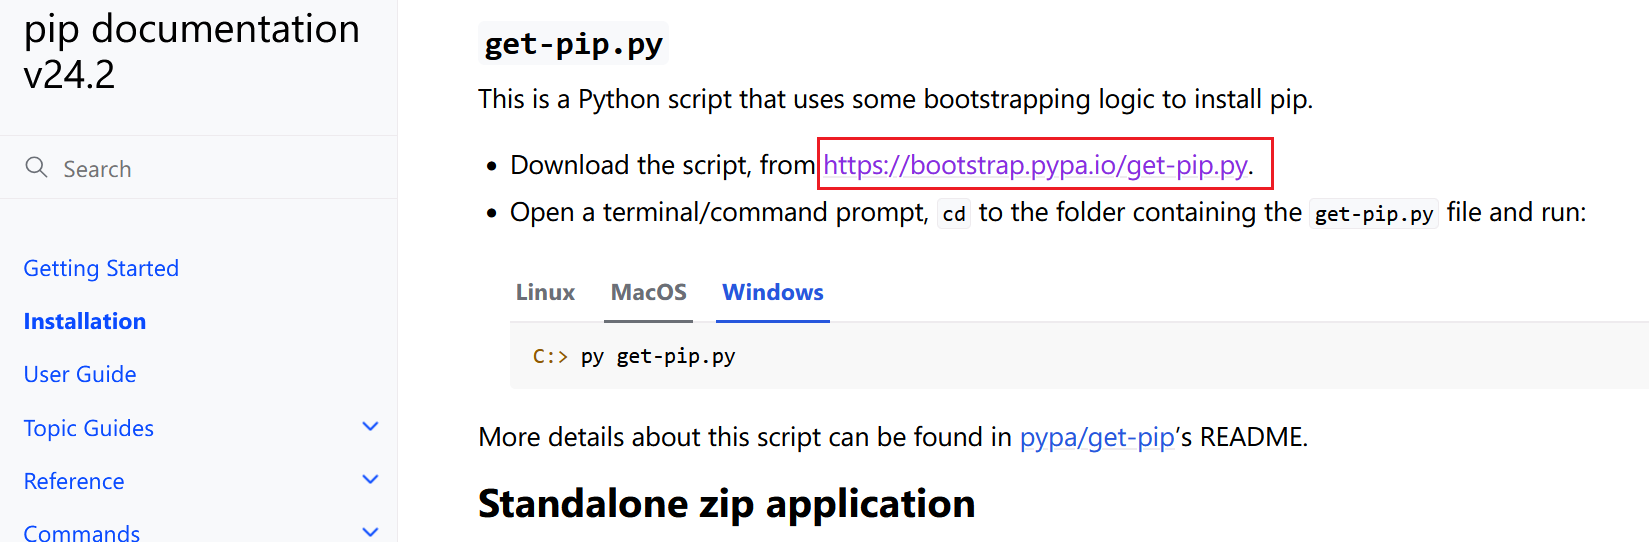 pip documentation
v24.2
Search
Getting Started
Installation
User Guide
Topic Guides
Reference
Commands
get-pip.py
This is a Python script that uses some bootstrapping logic to install pip.
• Download the script, from https://bootstrap.pypa.io/get-pip.py.
• Open a terminal/command prompt, cd to the folder containing the get-pip.py file and run:
Linux MacOS Windows
C:> py get-pip.py
More details about this script can be found in pypa/get-pip’s README.
Standalone zip application